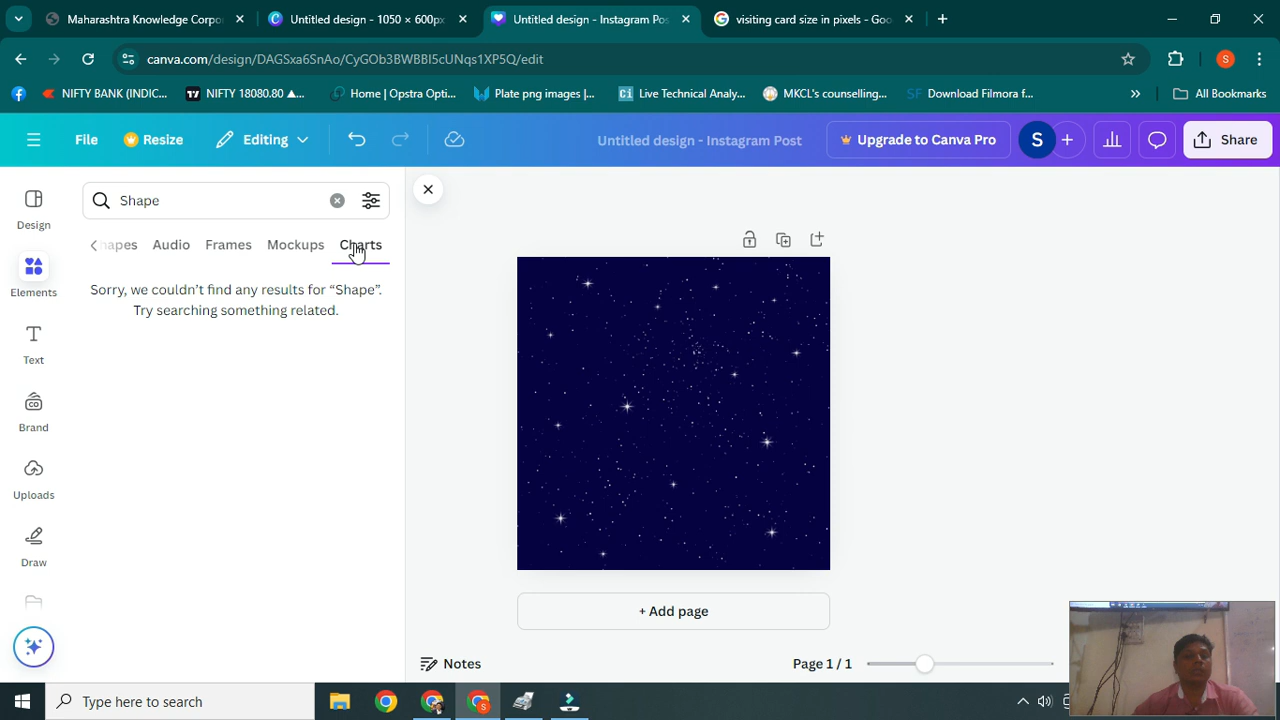 Maharashtra Knowledge Corpo
Untitled design - 1050 × 600px
Untitled design - Instagram Pos
visiting card size in pixels - Goo
canva.com/design/DAGSxa6SnAo/CyGOb3BWBBI5cUNqs1XP5Q/edit
S
NIFTY BANK (INDIC...
NIFTY 18080.80 ▲...
Home | Opstra Opti...
Plate png images |...
Live Technical Analy...
MKCL's counselling...
Download Filmora f...
All Bookmarks
File
Resize
Editing
Untitled design - Instagram Post
Upgrade to Canva Pro
S
Share
Design
Elements
Text
Brand
Uploads
Draw
Shape
hapes
Audio
Frames
Mockups
Charts
Sorry, we couldn't find any results for “Shape”.
Try searching something related.
+ Add page
Notes
Page 1 / 1
Type here to search